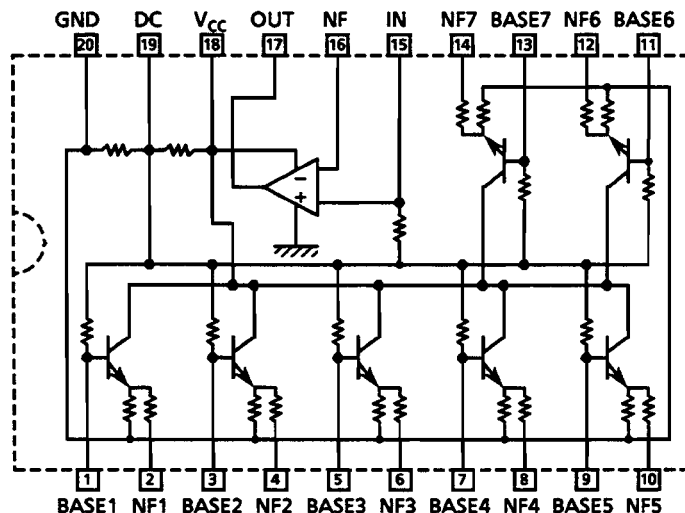 GND DC VCC OUT NF IN NF7 BASE7 NF6 BASE6
20 19 18 17 16 15 14 13 12 11
−
+
1 2 3 4 5 6 7 8 9 10
BASE1 NF1 BASE2 NF2 BASE3 NF3 BASE4 NF4 BASE5 NF5